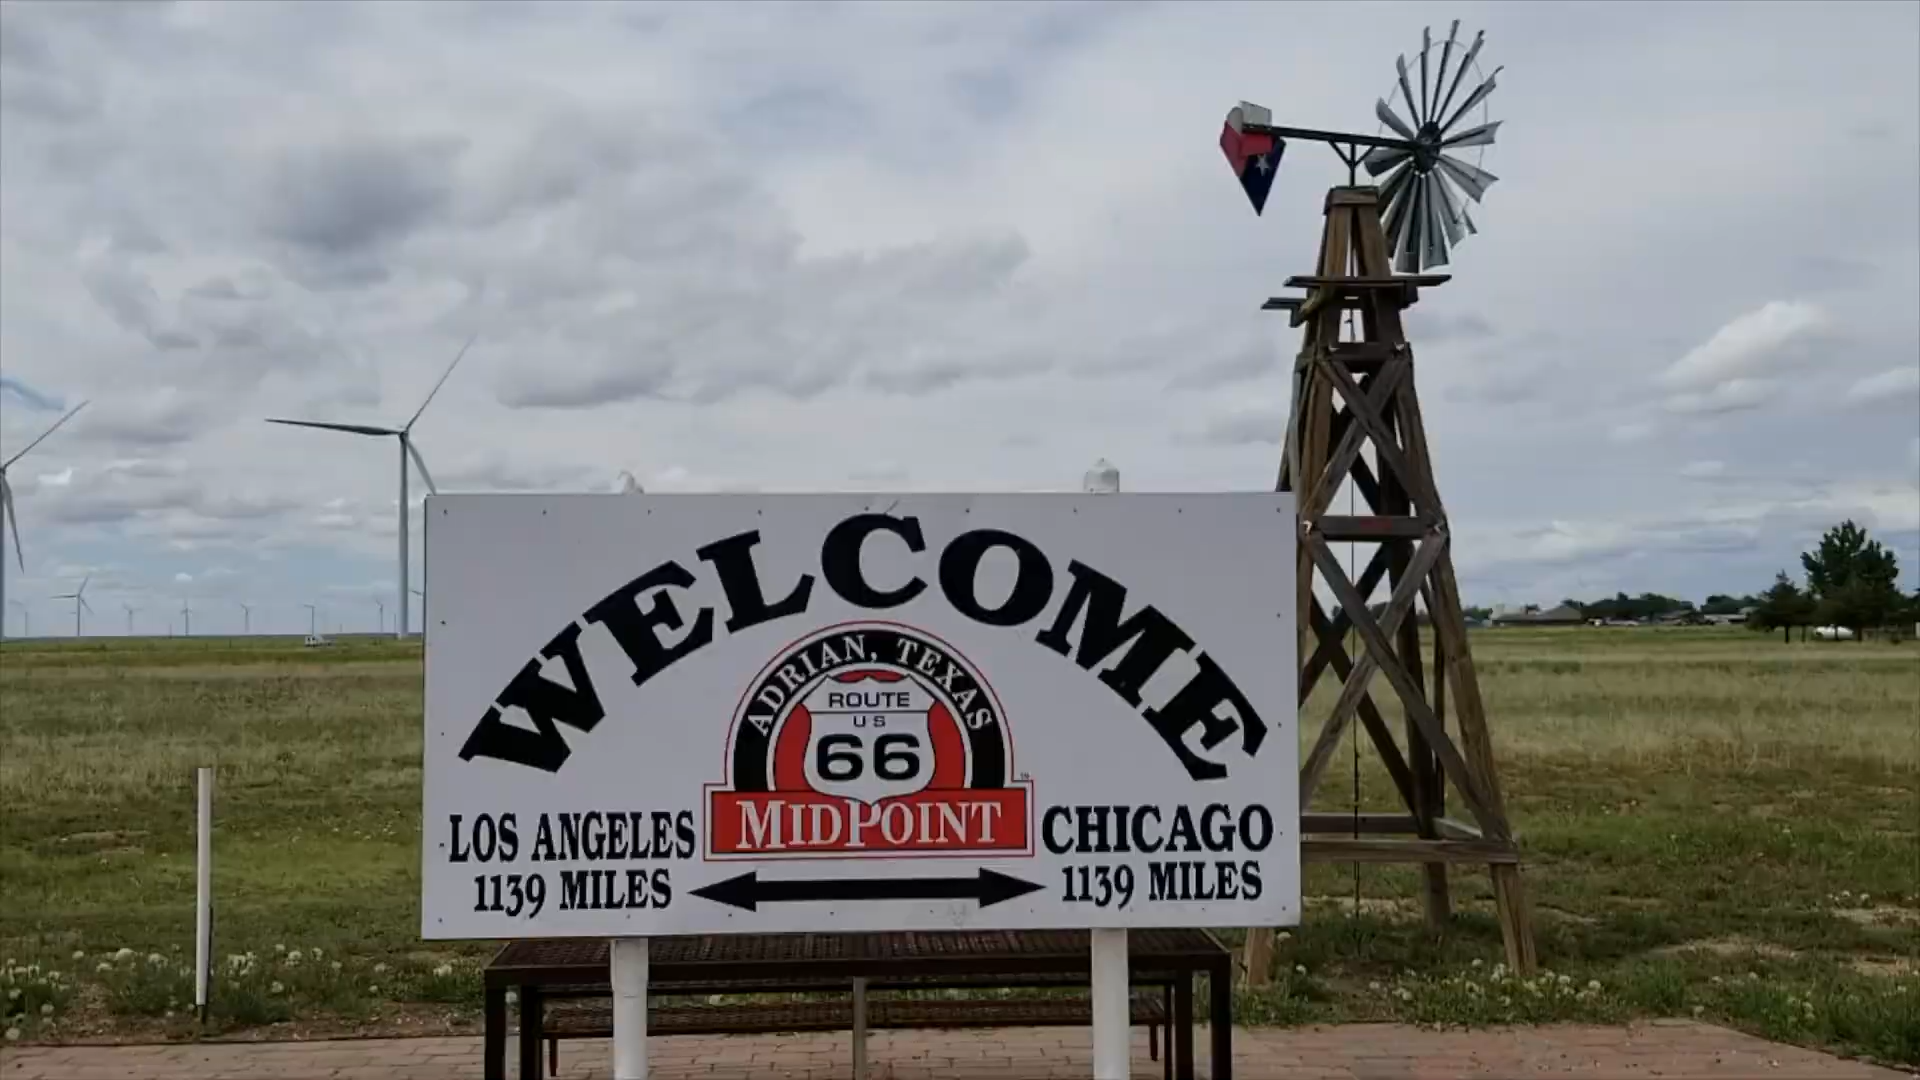 WELCOME
ADRIAN, TEXAS
ROUTE
US
66
MIDPOINT
LOS ANGELES
1139 MILES
CHICAGO
1139 MILES